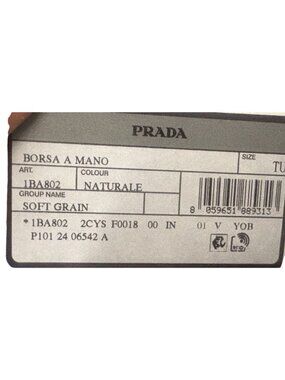 PRADA
BORSA A MANO
SIZE
TU
ART.
COLOUR
1BA802
NATURALE
GROUP NAME
SOFT GRAIN
8 059651 889313
*1BA802 2CYS F0018 00 IN 01 V YOB
P101 24 06542 A